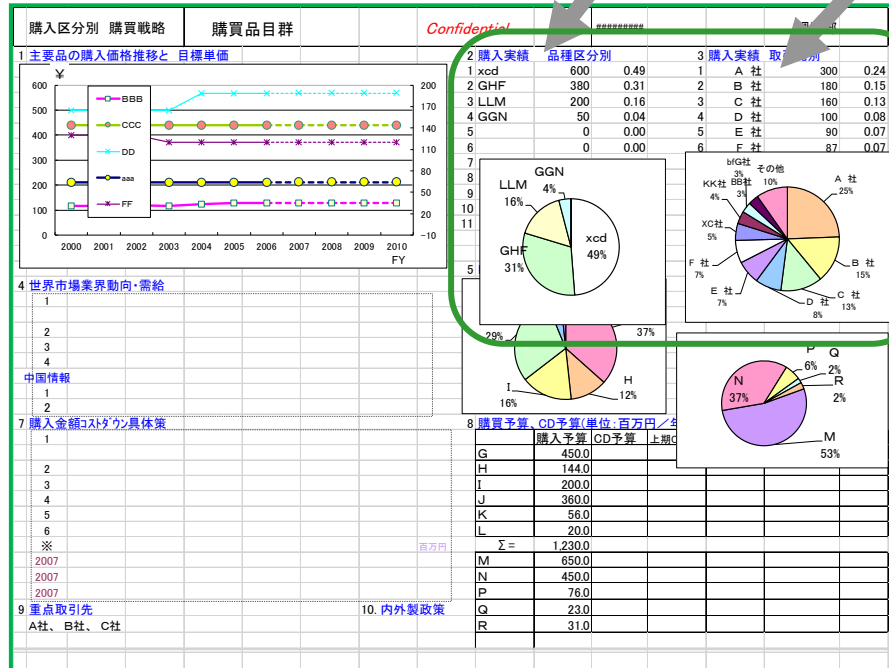 購入区分別 購買戦略 購買品目群 Confidential #########
1 主要品の購入価格推移と 目標単価
¥
600 500 400 300 200 100 0
BBB
CCC
DD
aaa
FF
200 170 140 110 80 50 20 -10
2000 2001 2002 2003 2004 2005 2006 2007 2008 2009 2010
FY
2 購入実績 品種区分別
1 xcd 600 0.49
2 GHF 380 0.31
3 LLM 200 0.16
4 GGN 50 0.04
5 0 0.00
6 0 0.00
7
8
9
10
11
GGN 4%
LLM 16%
GHF 31%
xcd 49%
3 購入実績
1 A 社 300 0.24
2 B 社 180 0.15
3 C 社 160 0.13
4 D 社 100 0.08
5 E 社 90 0.07
6 F 社 87 0.07
bfG社 3%
その他 10%
KK社 4%
BB社 3%
XC社 5%
F 社 7%
E 社 7%
D 社 8%
C 社 13%
B 社 15%
A 社 25%
4 世界市場業界動向・需給
1
2
3
4
中国情報
1
2
5
29%
37%
I 16%
H 12%
P 6%
Q 2%
R 2%
N 37%
M 53%
7 購入金額コストダウン具体策
1
2
3
4
5
6
※ 百万円
2007
2007
2007
8 購買予算、CD予算(単位:百万円/年
購入予算 CD予算
G 450.0
H 144.0
I 200.0
J 360.0
K 56.0
L 20.0
Σ= 1,230.0
M 650.0
N 450.0
P 76.0
Q 23.0
R 31.0
9 重点取引先
A社、 B社、 C社
10. 内外製政策